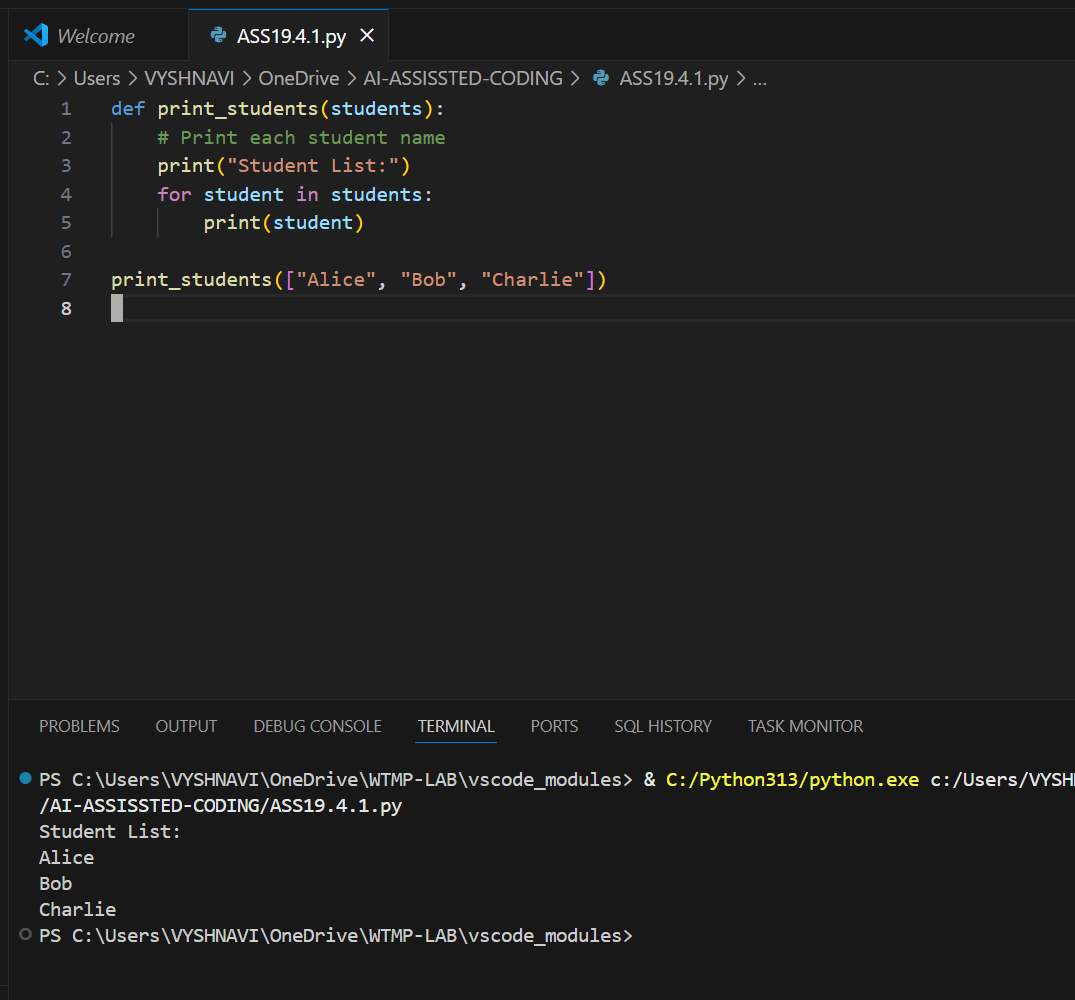 Welcome ASS19.4.1.py
C: > Users > VYSHNAVI > OneDrive > AI-ASSISSTED-CODING > ASS19.4.1.py > ...
1 def print_students(students):
2     # Print each student name
3     print("Student List:")
4     for student in students:
5         print(student)
6
7 print_students(["Alice", "Bob", "Charlie"])
8
PROBLEMS OUTPUT DEBUG CONSOLE TERMINAL PORTS SQL HISTORY TASK MONITOR
PS C:\Users\VYSHNAVI\OneDrive\WTMP-LAB\vscode_modules> & C:/Python313/python.exe c:/Users/VYSH
/AI-ASSISSTED-CODING/ASS19.4.1.py
Student List:
Alice
Bob
Charlie
PS C:\Users\VYSHNAVI\OneDrive\WTMP-LAB\vscode_modules>